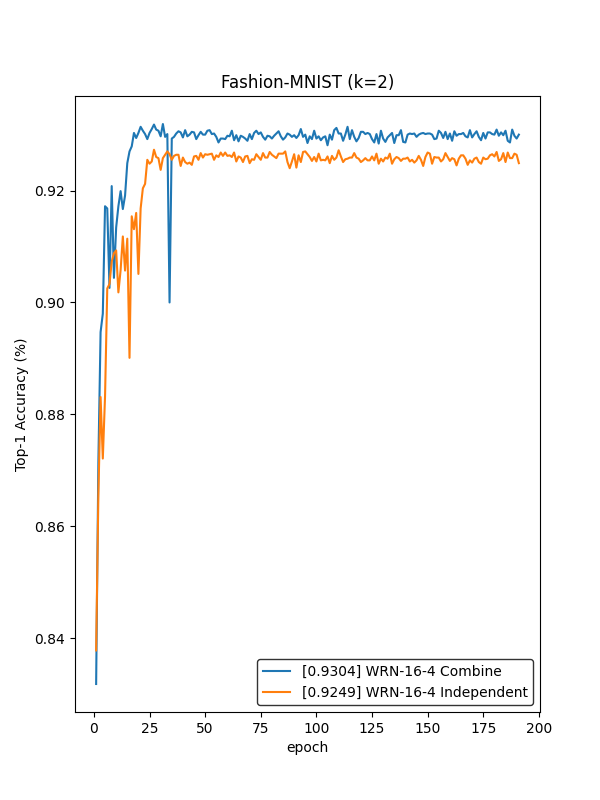 Fashion-MNIST (k=2)
Top-1 Accuracy (%)
0.92
0.90
0.88
0.86
0.84
[0.9304] WRN-16-4 Combine
[0.9249] WRN-16-4 Independent
0 25 50 75 100 125 150 175 200
epoch